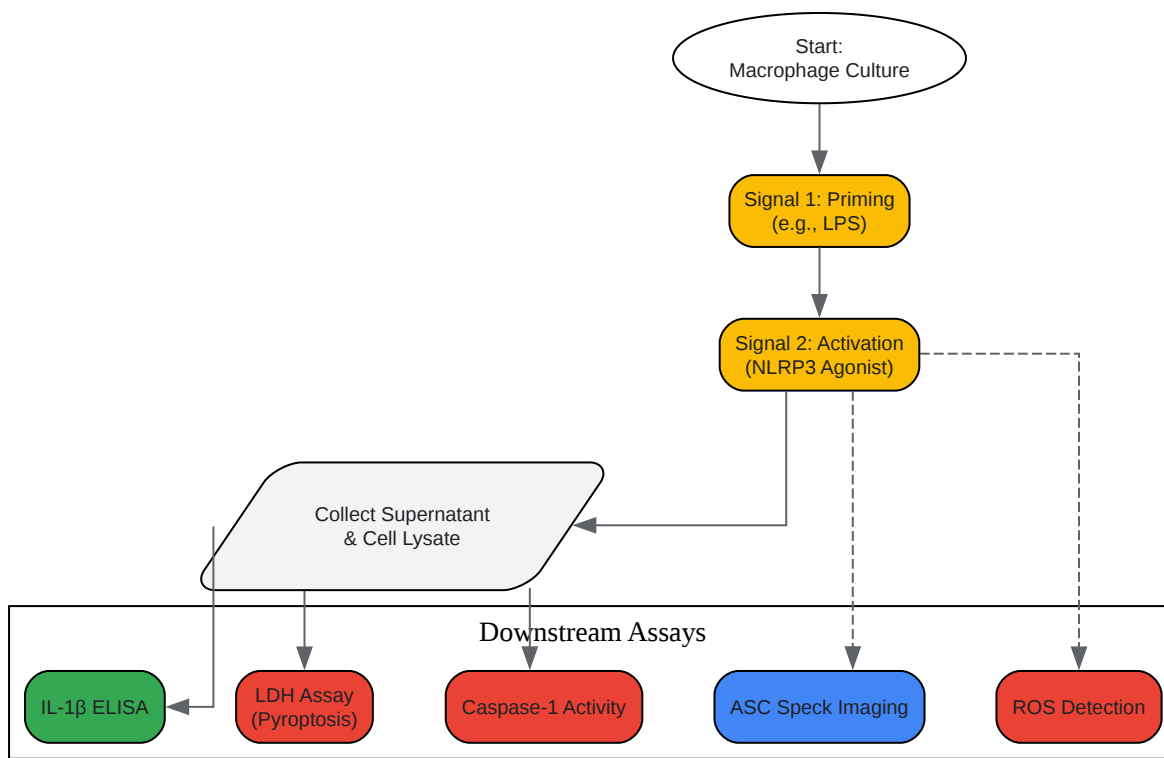 Start:
Macrophage Culture
Signal 1: Priming
(e.g., LPS)
Signal 2: Activation
(NLRP3 Agonist)
Collect Supernatant
& Cell Lysate
Downstream Assays
IL-1β ELISA
LDH Assay
(Pyroptosis)
Caspase-1 Activity
ASC Speck Imaging
ROS Detection